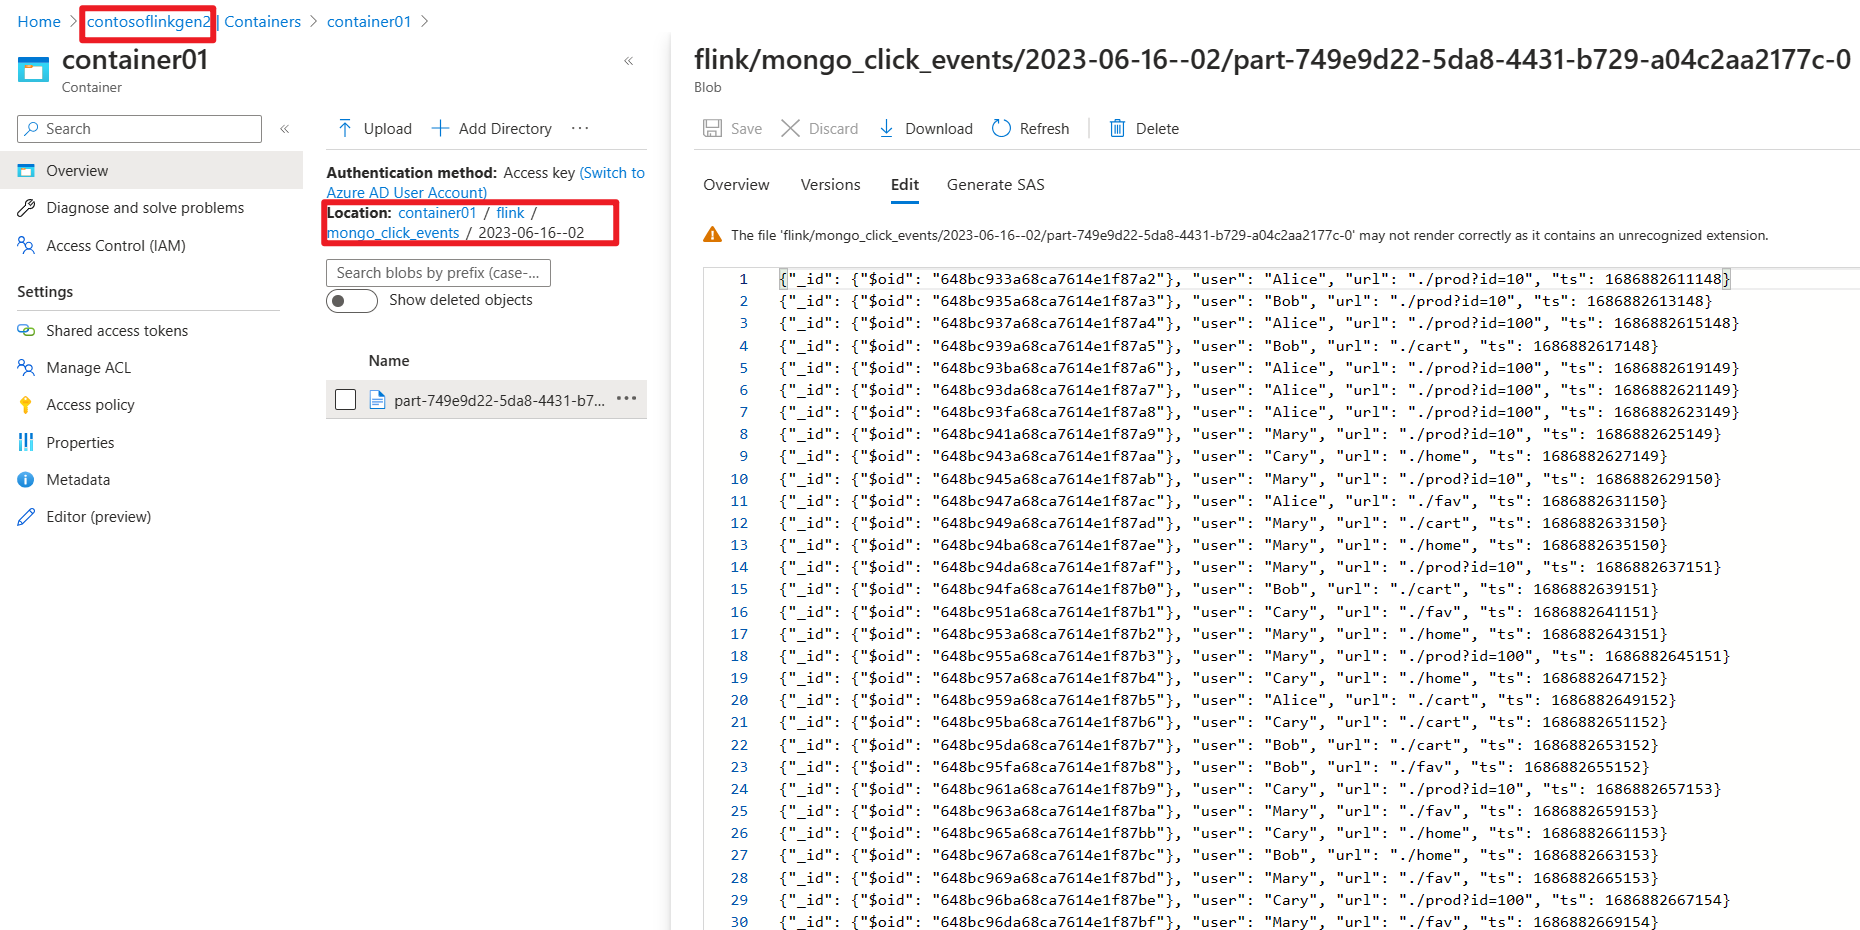 Home > contosoflinkgen2 | Containers > container01 >
container01
Container
Search
Overview
Diagnose and solve problems
Access Control (IAM)
Settings
Shared access tokens
Manage ACL
Access policy
Properties
Metadata
Editor (preview)
Upload Add Directory ...
Authentication method: Access key (Switch to
Azure AD User Account)
Location: container01 / flink /
mongo_click_events / 2023-06-16--02
Search blobs by prefix (case-...
Show deleted objects
Name
part-749e9d22-5da8-4431-b7... ...
flink/mongo_click_events/2023-06-16--02/part-749e9d22-5da8-4431-b729-a04c2aa2177c-0
Blob
Save Discard Download Refresh Delete
Overview Versions Edit Generate SAS
The file 'flink/mongo_click_events/2023-06-16--02/part-749e9d22-5da8-4431-b729-a04c2aa2177c-0' may not render correctly as it contains an unrecognized extension.
1 {"_id": {"$oid": "648bc933a68ca7614e1f87a2"}, "user": "Alice", "url": "./prod?id=10", "ts": 1686882611148}
2 {"_id": {"$oid": "648bc935a68ca7614e1f87a3"}, "user": "Bob", "url": "./prod?id=10", "ts": 1686882613148}
3 {"_id": {"$oid": "648bc937a68ca7614e1f87a4"}, "user": "Alice", "url": "./prod?id=100", "ts": 1686882615148}
4 {"_id": {"$oid": "648bc939a68ca7614e1f87a5"}, "user": "Bob", "url": "./cart", "ts": 1686882617148}
5 {"_id": {"$oid": "648bc93ba68ca7614e1f87a6"}, "user": "Alice", "url": "./prod?id=100", "ts": 1686882619149}
6 {"_id": {"$oid": "648bc93da68ca7614e1f87a7"}, "user": "Alice", "url": "./prod?id=100", "ts": 1686882621149}
7 {"_id": {"$oid": "648bc93fa68ca7614e1f87a8"}, "user": "Alice", "url": "./prod?id=100", "ts": 1686882623149}
8 {"_id": {"$oid": "648bc941a68ca7614e1f87a9"}, "user": "Mary", "url": "./prod?id=10", "ts": 1686882625149}
9 {"_id": {"$oid": "648bc943a68ca7614e1f87aa"}, "user": "Cary", "url": "./home", "ts": 1686882627149}
10 {"_id": {"$oid": "648bc945a68ca7614e1f87ab"}, "user": "Mary", "url": "./prod?id=10", "ts": 1686882629150}
11 {"_id": {"$oid": "648bc947a68ca7614e1f87ac"}, "user": "Alice", "url": "./fav", "ts": 1686882631150}
12 {"_id": {"$oid": "648bc949a68ca7614e1f87ad"}, "user": "Mary", "url": "./cart", "ts": 1686882633150}
13 {"_id": {"$oid": "648bc94ba68ca7614e1f87ae"}, "user": "Mary", "url": "./home", "ts": 1686882635150}
14 {"_id": {"$oid": "648bc94da68ca7614e1f87af"}, "user": "Mary", "url": "./prod?id=10", "ts": 1686882637151}
15 {"_id": {"$oid": "648bc94fa68ca7614e1f87b0"}, "user": "Bob", "url": "./cart", "ts": 1686882639151}
16 {"_id": {"$oid": "648bc951a68ca7614e1f87b1"}, "user": "Cary", "url": "./fav", "ts": 1686882641151}
17 {"_id": {"$oid": "648bc953a68ca7614e1f87b2"}, "user": "Mary", "url": "./home", "ts": 1686882643151}
18 {"_id": {"$oid": "648bc955a68ca7614e1f87b3"}, "user": "Mary", "url": "./prod?id=100", "ts": 1686882645151}
19 {"_id": {"$oid": "648bc957a68ca7614e1f87b4"}, "user": "Cary", "url": "./home", "ts": 1686882647152}
20 {"_id": {"$oid": "648bc959a68ca7614e1f87b5"}, "user": "Alice", "url": "./cart", "ts": 1686882649152}
21 {"_id": {"$oid": "648bc95ba68ca7614e1f87b6"}, "user": "Cary", "url": "./cart", "ts": 1686882651152}
22 {"_id": {"$oid": "648bc95da68ca7614e1f87b7"}, "user": "Bob", "url": "./cart", "ts": 1686882653152}
23 {"_id": {"$oid": "648bc95fa68ca7614e1f87b8"}, "user": "Bob", "url": "./fav", "ts": 1686882655152}
24 {"_id": {"$oid": "648bc961a68ca7614e1f87b9"}, "user": "Cary", "url": "./prod?id=10", "ts": 1686882657153}
25 {"_id": {"$oid": "648bc963a68ca7614e1f87ba"}, "user": "Mary", "url": "./fav", "ts": 1686882659153}
26 {"_id": {"$oid": "648bc965a68ca7614e1f87bb"}, "user": "Cary", "url": "./home", "ts": 1686882661153}
27 {"_id": {"$oid": "648bc967a68ca7614e1f87bc"}, "user": "Bob", "url": "./home", "ts": 1686882663153}
28 {"_id": {"$oid": "648bc969a68ca7614e1f87bd"}, "user": "Mary", "url": "./fav", "ts": 1686882665153}
29 {"_id": {"$oid": "648bc96ba68ca7614e1f87be"}, "user": "Cary", "url": "./prod?id=100", "ts": 1686882667154}
30 {"_id": {"$oid": "648bc96da68ca7614e1f87bf"}, "user": "Mary", "url": "./fav", "ts": 1686882669154}